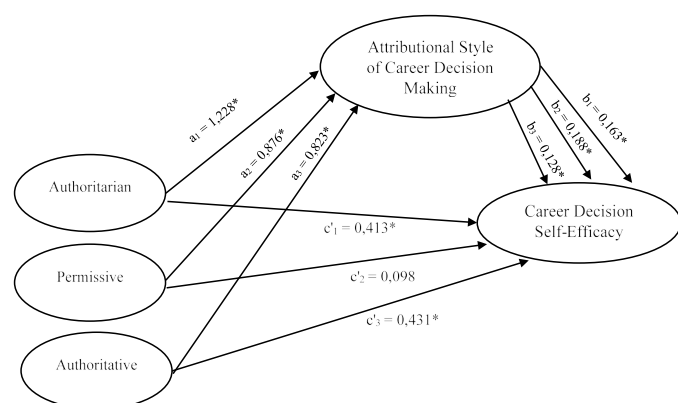 Attributional Style
of Career Decision
Making
a₁ = 1,228*
a₂ = 0,876*
a₃ = 0,823*
b₁ = 0,163*
b₂ = 0,188*
b₃ = 0,128*
Authoritarian
Career Decision
Self-Efficacy
c'₁ = 0,413*
Permissive
c'₂ = 0,098
c'₃ = 0,431*
Authoritative